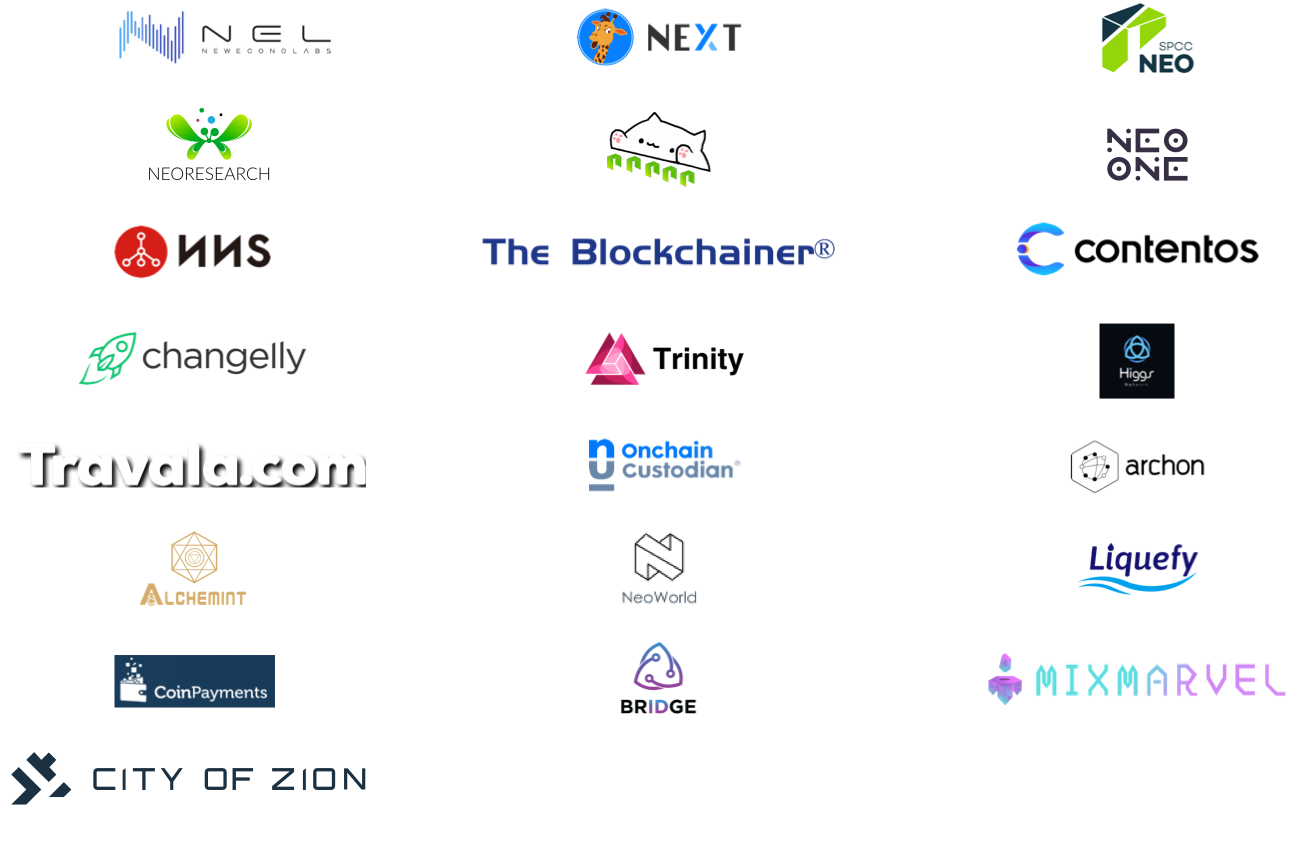 NEL
NEWECONOLABS
NEXT
SPCC
NEO
NEORESEARCH
NEO
ONE
NNS
The Blockchainer®
contentos
changelly
Trinity
Higgs
Network
Travala.com
Onchain
Custodian®
archon
ALCHEMINT
NeoWorld
Liquefy
CoinPayments
BRIDGE
MIXMARVEL
CITY OF ZION